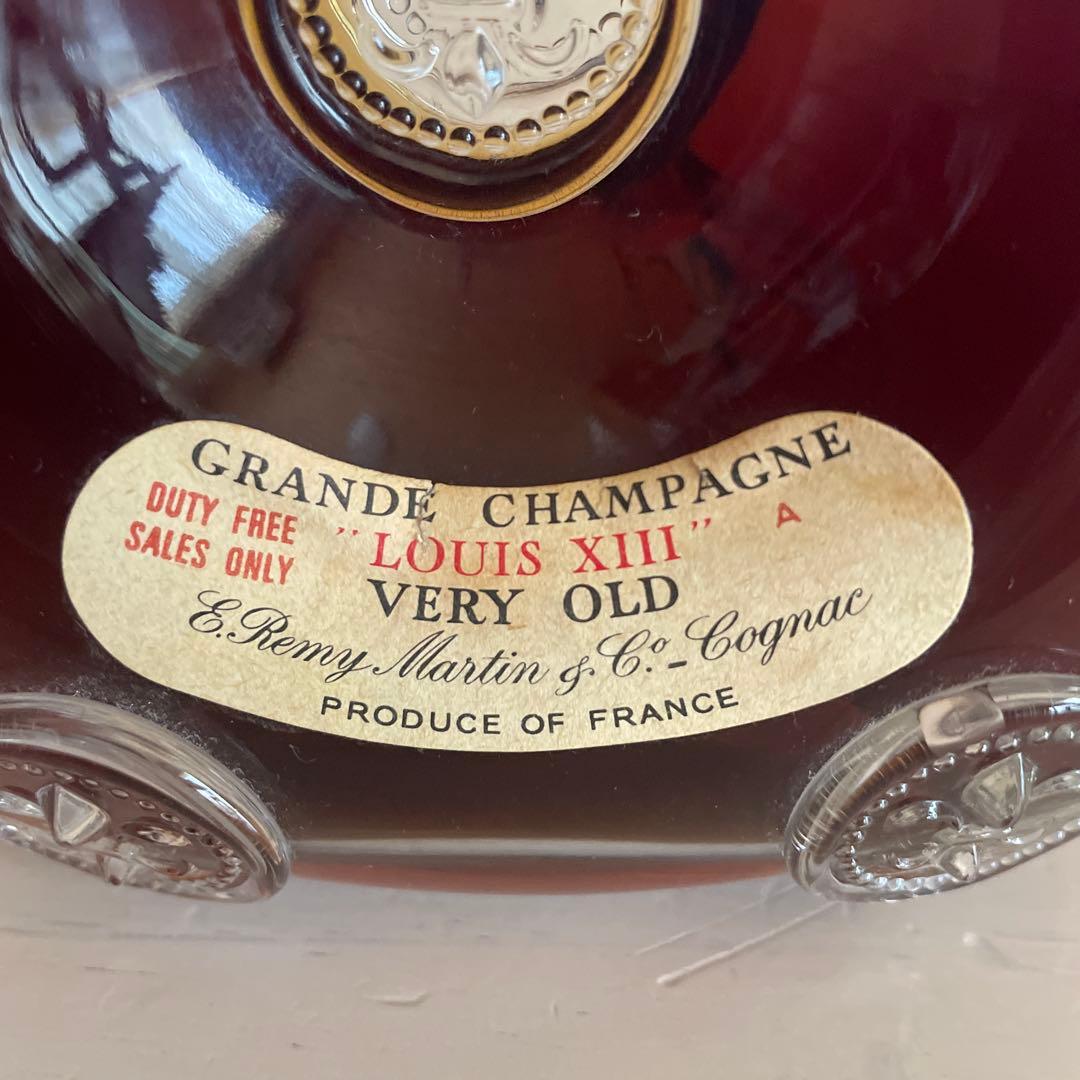 GRANDE CHAMPAGNE
DUTY FREE
SALES ONLY
"LOUIS XIII"
A
VERY OLD
E. Remy Martin & Cº. - Cognac
PRODUCE OF FRANCE